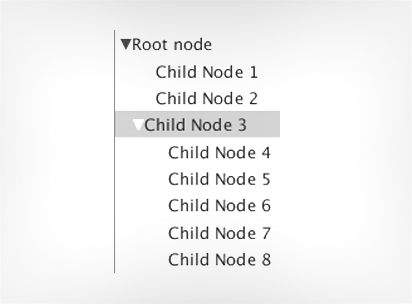 Root node
Child Node 1
Child Node 2
Child Node 3
Child Node 4
Child Node 5
Child Node 6
Child Node 7
Child Node 8